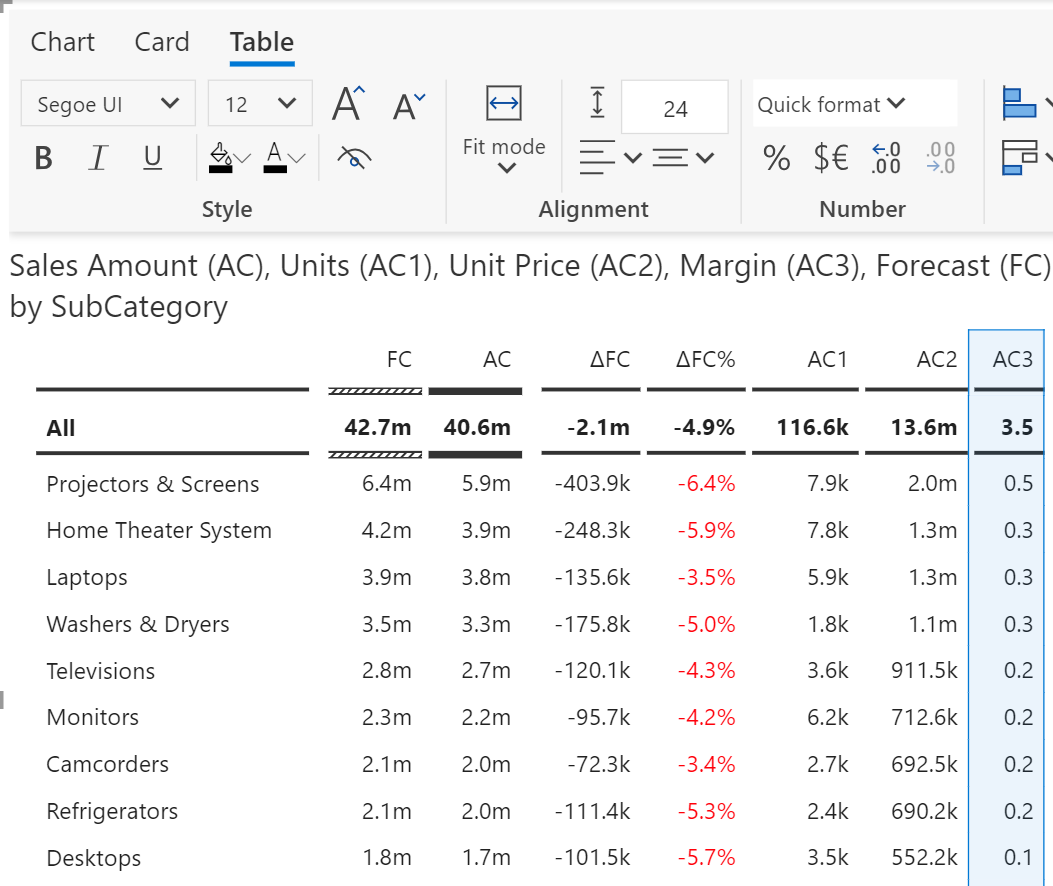 Chart Card Table
Segoe UI 12 A A 24 Quick format
B I U A Fit mode % $€ .00 .00
Style Alignment Number
Sales Amount (AC), Units (AC1), Unit Price (AC2), Margin (AC3), Forecast (FC)
by SubCategory
FC AC ΔFC ΔFC% AC1 AC2 AC3
All 42.7m 40.6m -2.1m -4.9% 116.6k 13.6m 3.5
Projectors & Screens 6.4m 5.9m -403.9k -6.4% 7.9k 2.0m 0.5
Home Theater System 4.2m 3.9m -248.3k -5.9% 7.8k 1.3m 0.3
Laptops 3.9m 3.8m -135.6k -3.5% 5.9k 1.3m 0.3
Washers & Dryers 3.5m 3.3m -175.8k -5.0% 1.8k 1.1m 0.3
Televisions 2.8m 2.7m -120.1k -4.3% 3.6k 911.5k 0.2
Monitors 2.3m 2.2m -95.7k -4.2% 6.2k 712.6k 0.2
Camcorders 2.1m 2.0m -72.3k -3.4% 2.7k 692.5k 0.2
Refrigerators 2.1m 2.0m -111.4k -5.3% 2.4k 690.2k 0.2
Desktops 1.8m 1.7m -101.5k -5.7% 3.5k 552.2k 0.1